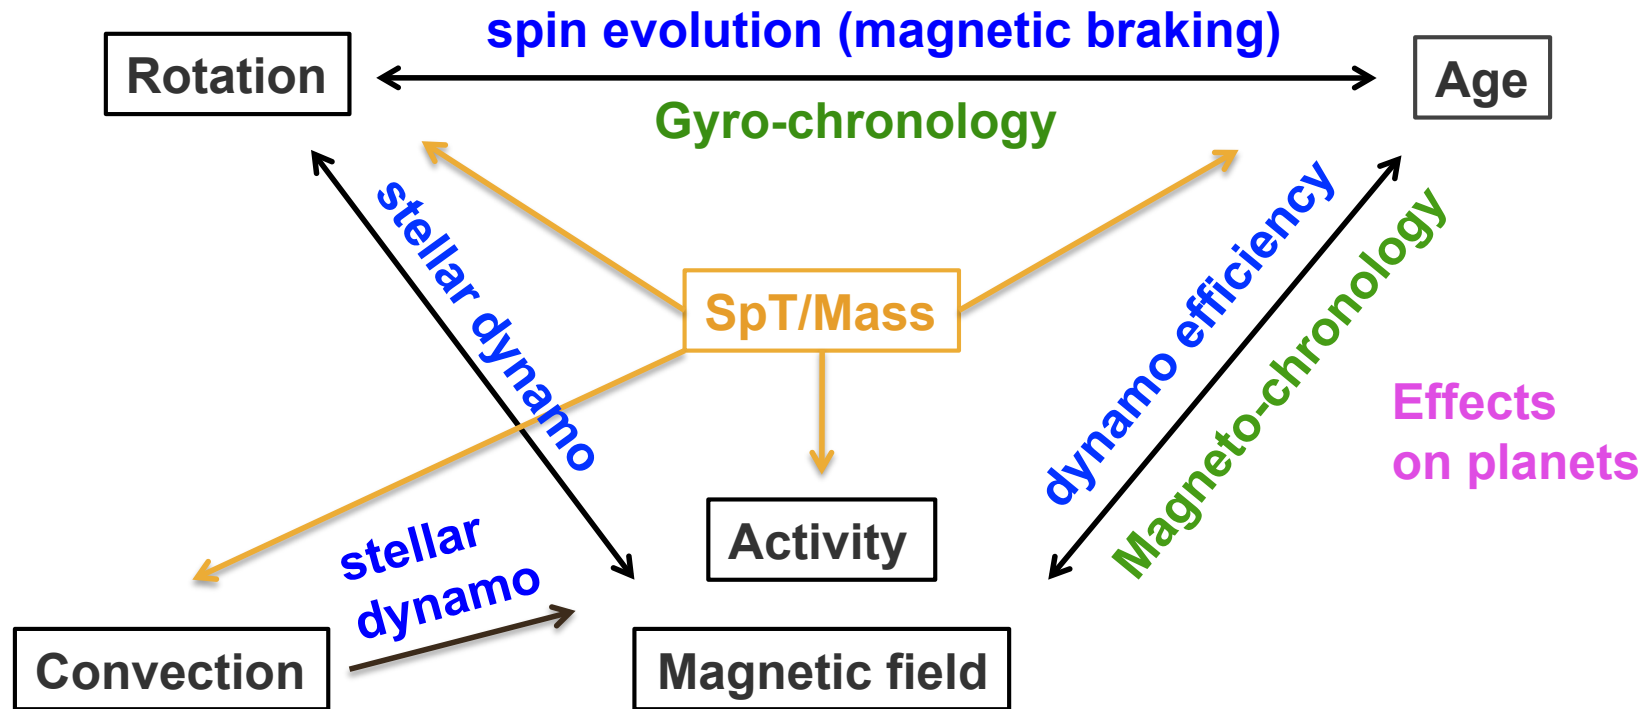 spin evolution (magnetic braking)
Rotation
Age
Gyro-chronology
stellar dynamo
SpT/Mass
dynamo efficiency
Magneto-chronology
Effects
on planets
Activity
stellar
dynamo
Convection
Magnetic field